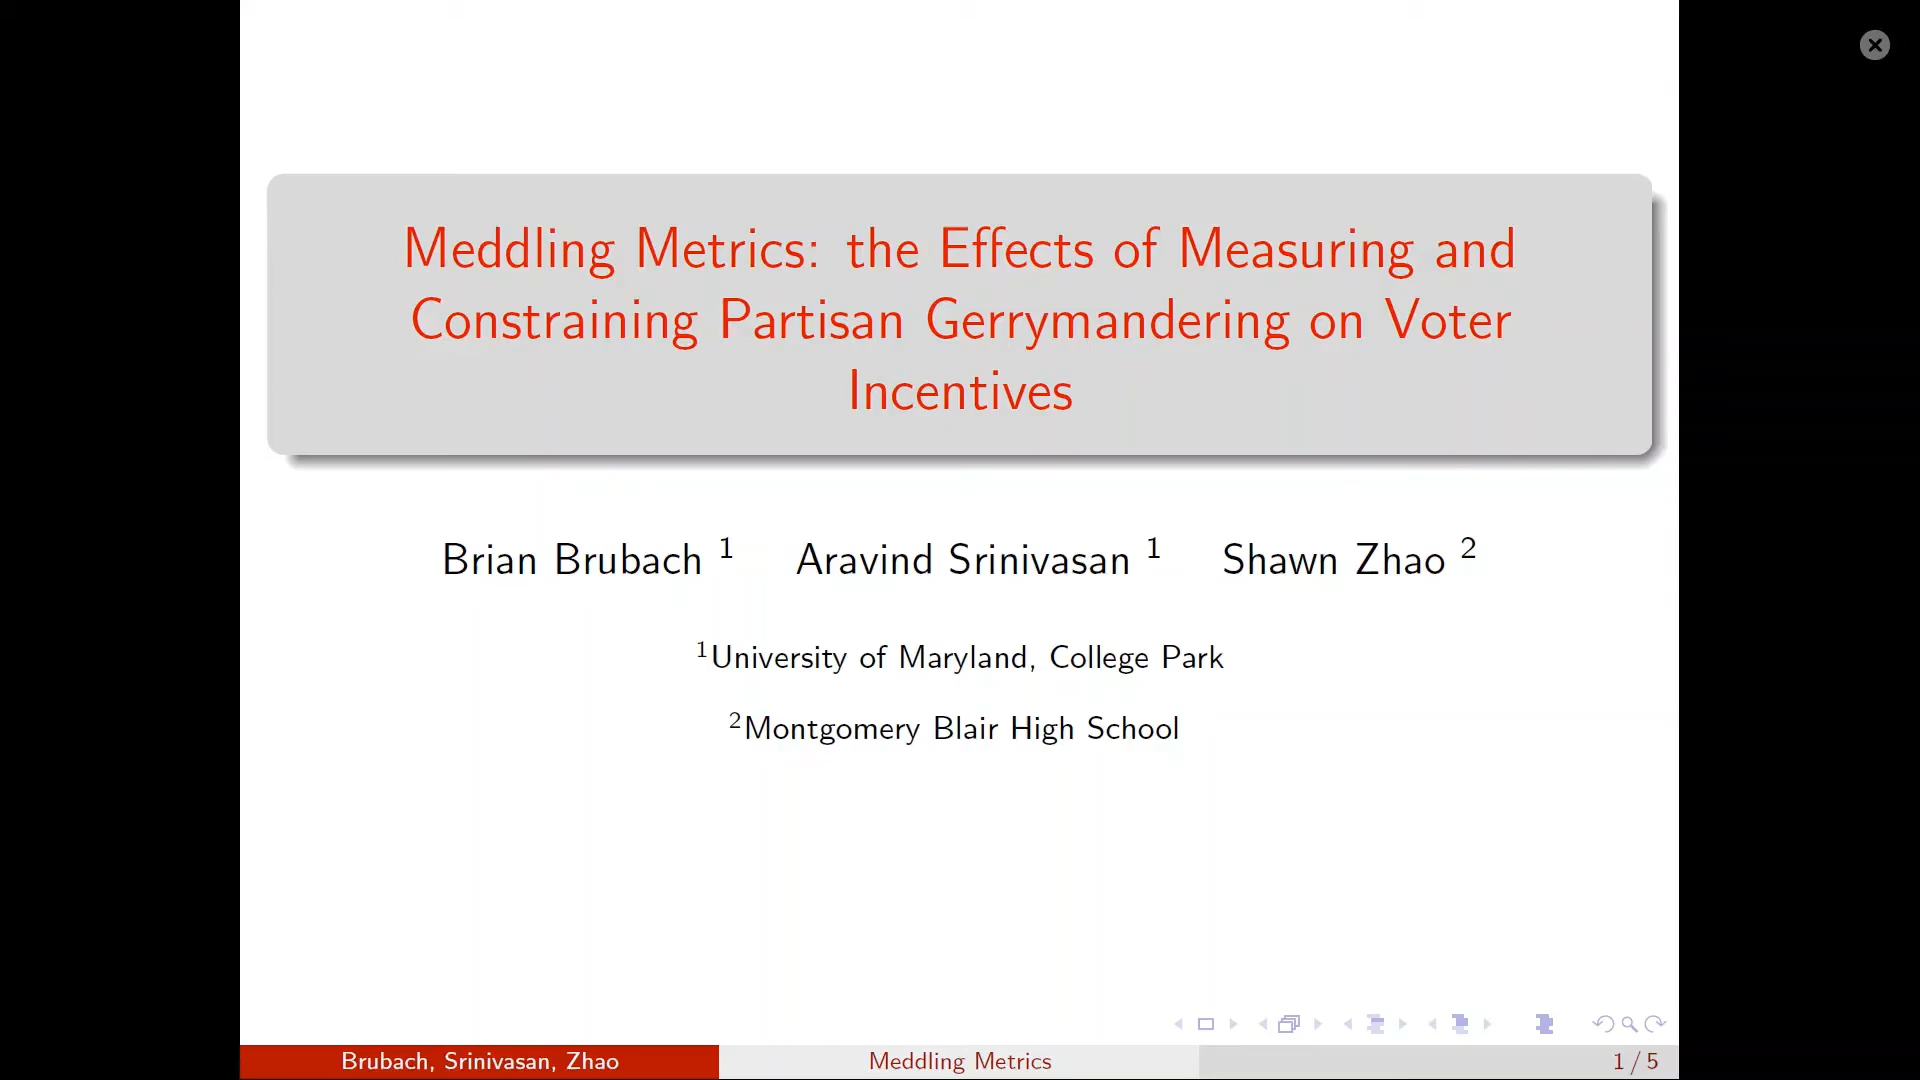 Meddling Metrics: the Effects of Measuring and
Constraining Partisan Gerrymandering on Voter
Incentives
Brian Brubach 1 Aravind Srinivasan 1 Shawn Zhao 2
1University of Maryland, College Park
2Montgomery Blair High School
Brubach, Srinivasan, Zhao Meddling Metrics 1 / 5